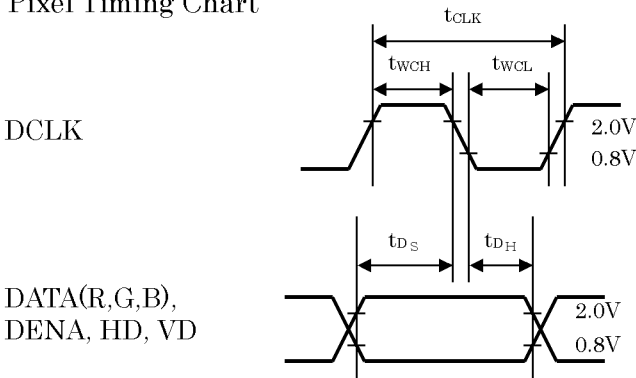 Pixel Timing Chart
tCLK
tWCH
tWCL
DCLK
2.0V
0.8V
tDS
tDH
DATA(R,G,B),
DENA, HD, VD
2.0V
0.8V